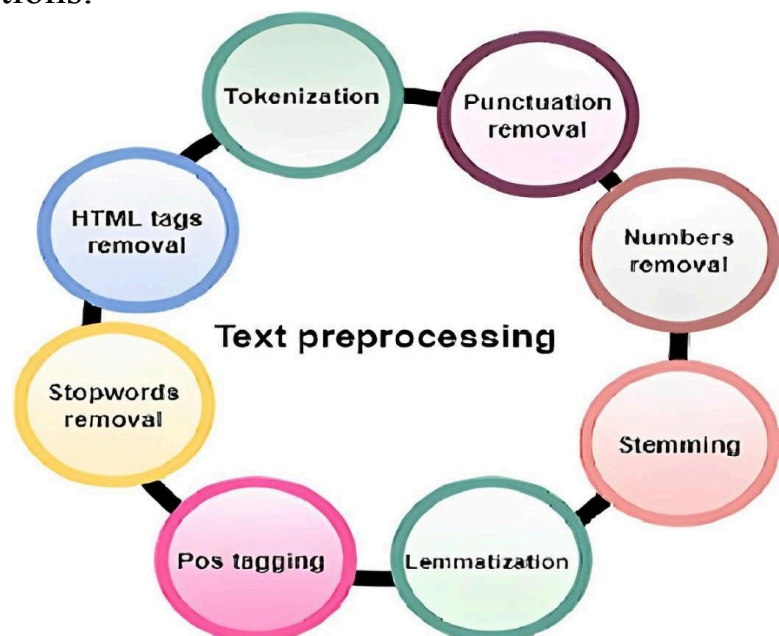 Tokenization
Punctuation
removal
HTML tags
removal
Numbers
removal
Text preprocessing
Stopwords
removal
Stemming
Pos tagging
Lemmatization